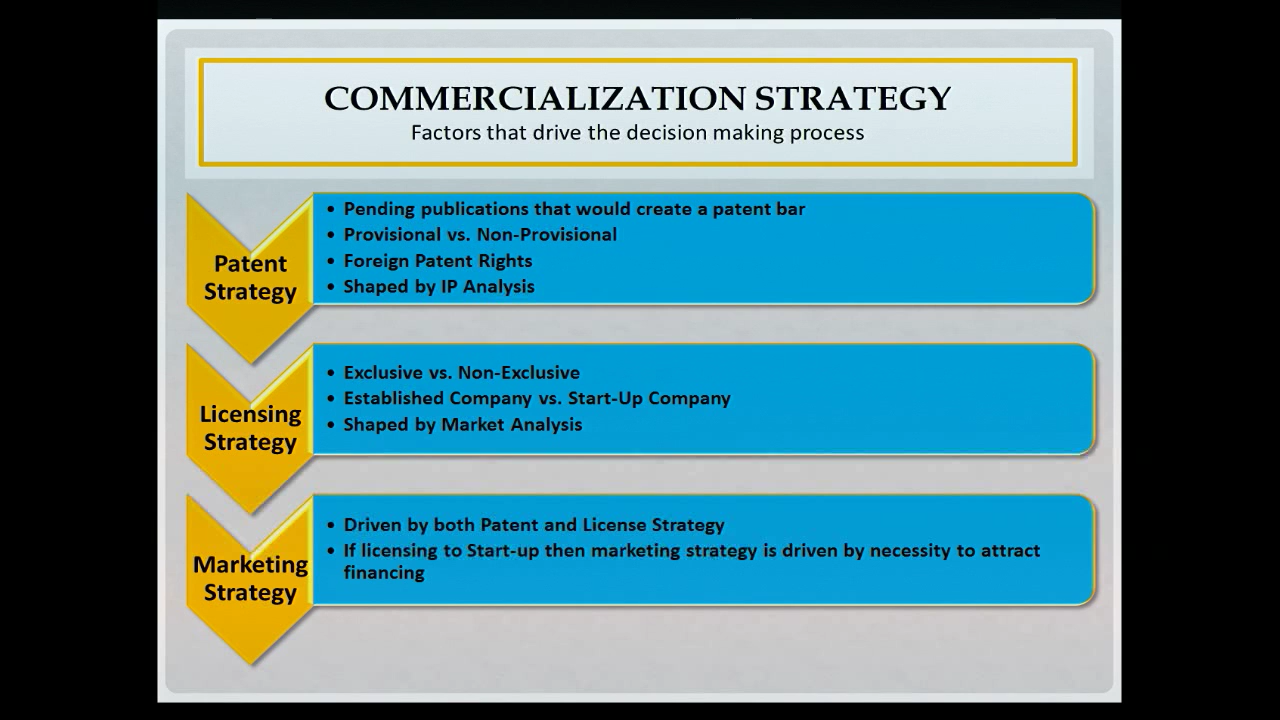 COMMERCIALIZATION STRATEGY
Factors that drive the decision making process
Patent
Strategy
• Pending publications that would create a patent bar
• Provisional vs. Non-Provisional
• Foreign Patent Rights
• Shaped by IP Analysis
Licensing
Strategy
• Exclusive vs. Non-Exclusive
• Established Company vs. Start-Up Company
• Shaped by Market Analysis
Marketing
Strategy
• Driven by both Patent and License Strategy
• If licensing to Start-up then marketing strategy is driven by necessity to attract
financing